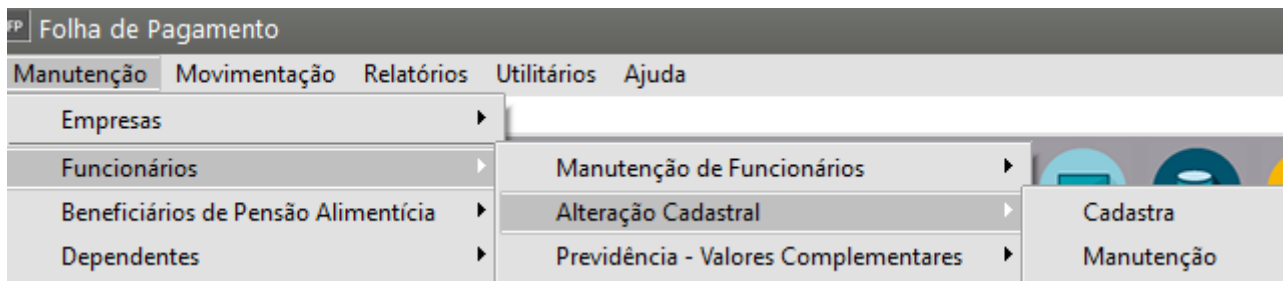 FP Folha de Pagamento
Manutenção Movimentação Relatórios Utilitários Ajuda
Empresas
Funcionários Manutenção de Funcionários
Beneficiários de Pensão Alimentícia Alteração Cadastral Cadastra
Dependentes Previdência - Valores Complementares Manutenção